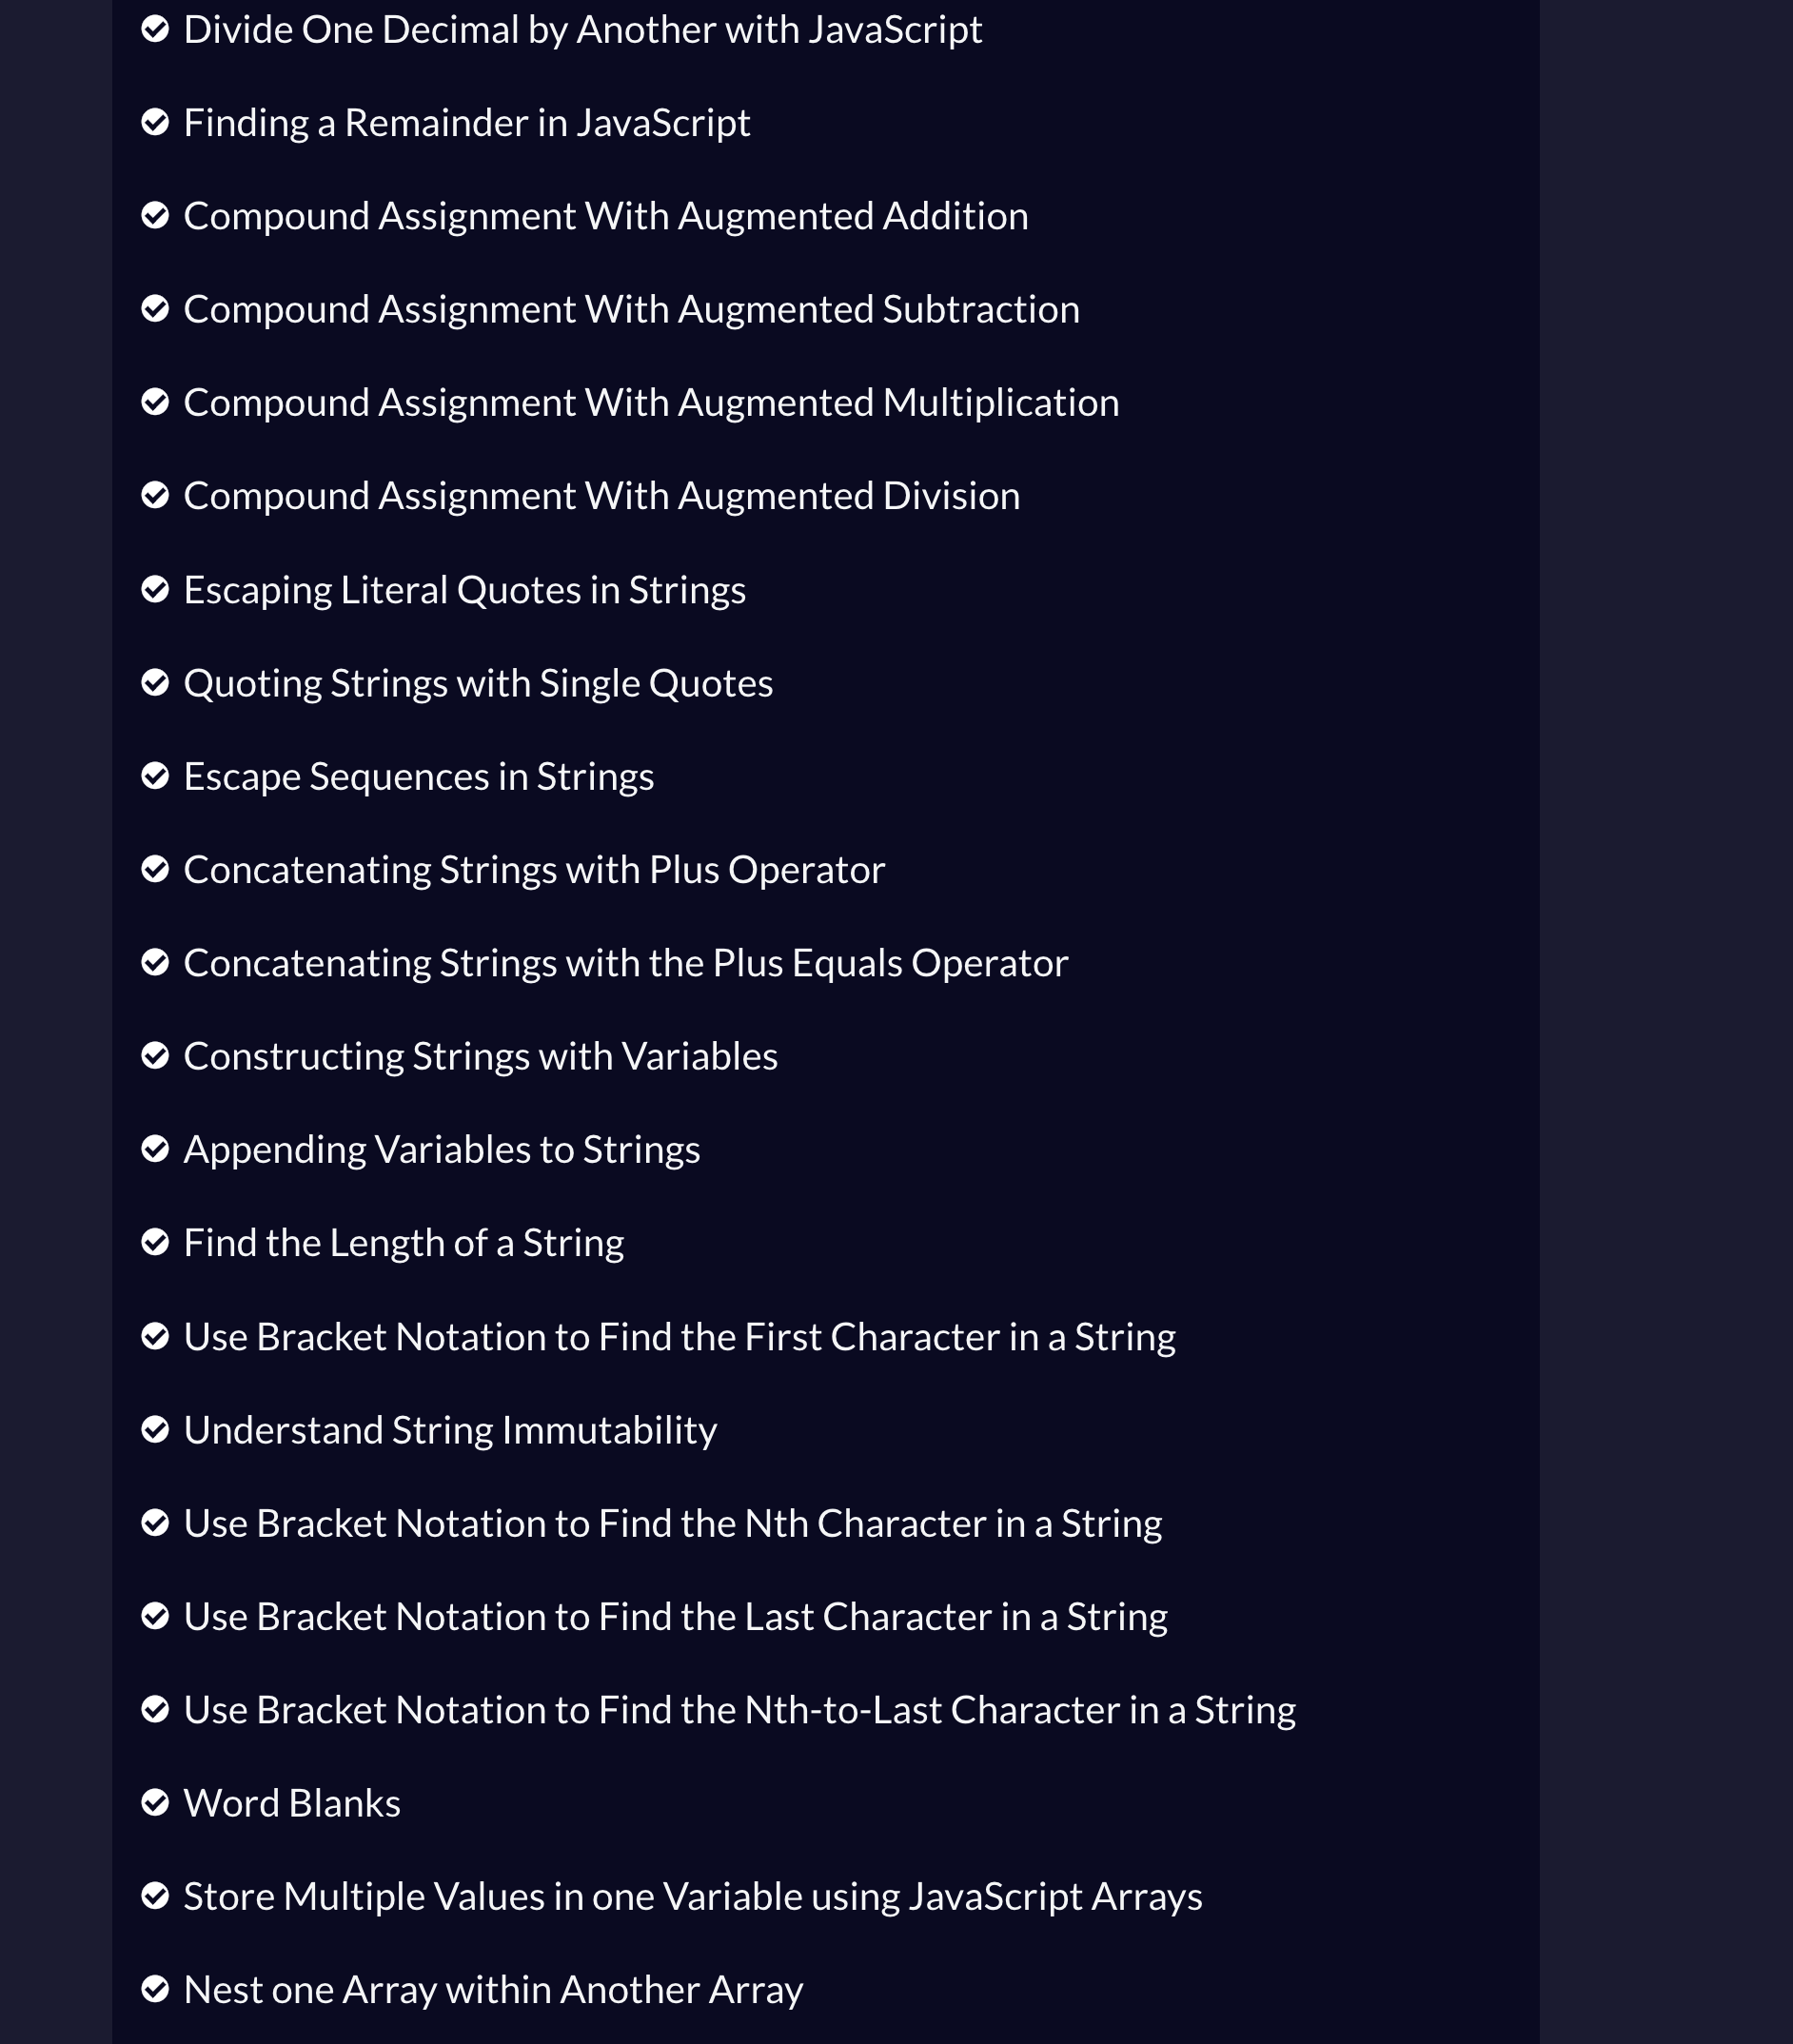 Divide One Decimal by Another with JavaScript
Finding a Remainder in JavaScript
Compound Assignment With Augmented Addition
Compound Assignment With Augmented Subtraction
Compound Assignment With Augmented Multiplication
Compound Assignment With Augmented Division
Escaping Literal Quotes in Strings
Quoting Strings with Single Quotes
Escape Sequences in Strings
Concatenating Strings with Plus Operator
Concatenating Strings with the Plus Equals Operator
Constructing Strings with Variables
Appending Variables to Strings
Find the Length of a String
Use Bracket Notation to Find the First Character in a String
Understand String Immutability
Use Bracket Notation to Find the Nth Character in a String
Use Bracket Notation to Find the Last Character in a String
Use Bracket Notation to Find the Nth-to-Last Character in a String
Word Blanks
Store Multiple Values in one Variable using JavaScript Arrays
Nest one Array within Another Array